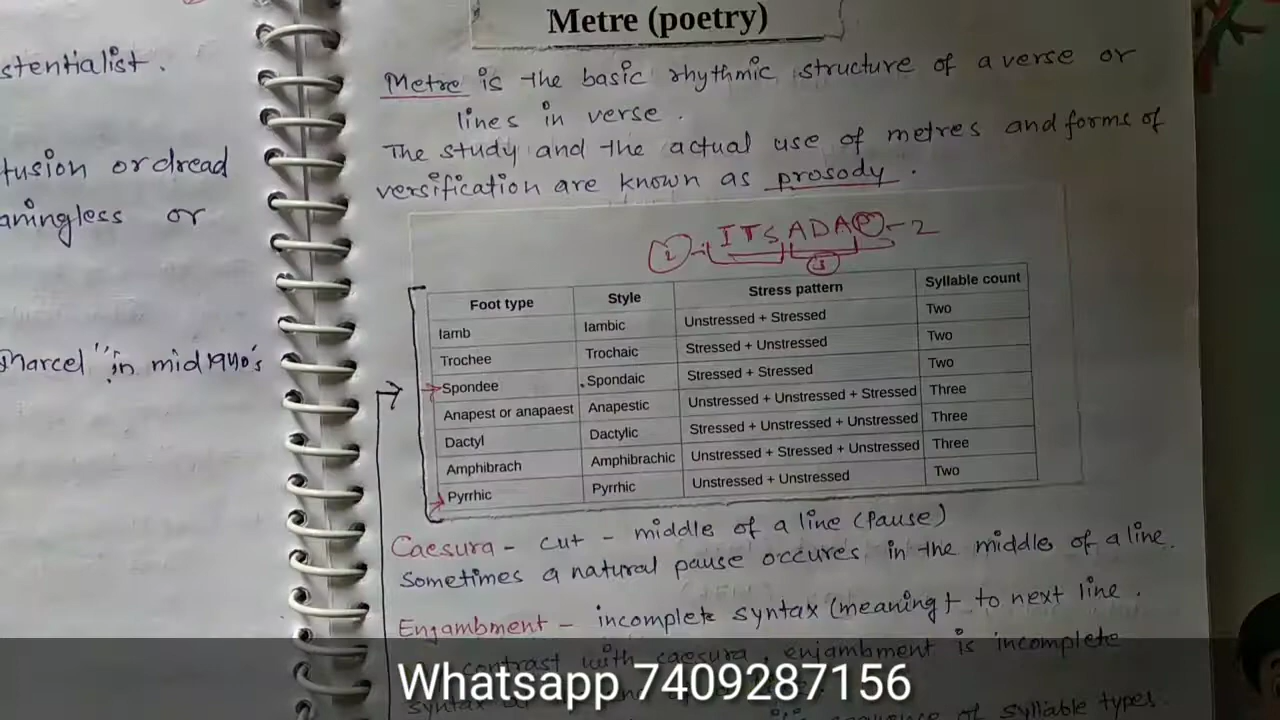 stentialist.
fusion or dread
aningless or
Marcel" in mid 1940's
Metre (poetry)
Metre is the basic rhythmic structure of a verse or
lines in verse.
The study and the actual use of metres and forms of
versification are known as prosody.
ITSADAP-2
Foot type Style Stress pattern Syllable count
Iamb Iambic Unstressed + Stressed Two
Trochee Trochaic Stressed + Unstressed Two
Spondee Spondaic Stressed + Stressed Two
Anapest or anapaest Anapestic Unstressed + Unstressed + Stressed Three
Dactyl Dactylic Stressed + Unstressed + Unstressed Three
Amphibrach Amphibrachic Unstressed + Stressed + Unstressed Three
Pyrrhic Pyrrhic Unstressed + Unstressed Two
Caesura - cut - middle of a line (Pause)
Sometimes a natural pause occures in the middle of a line.
Enjambment - incomplete syntax (meaning) to next line.
contrast with caesura, enjambment is incomplete
syntax
sequence of syllable types.
Whatsapp 7409287156